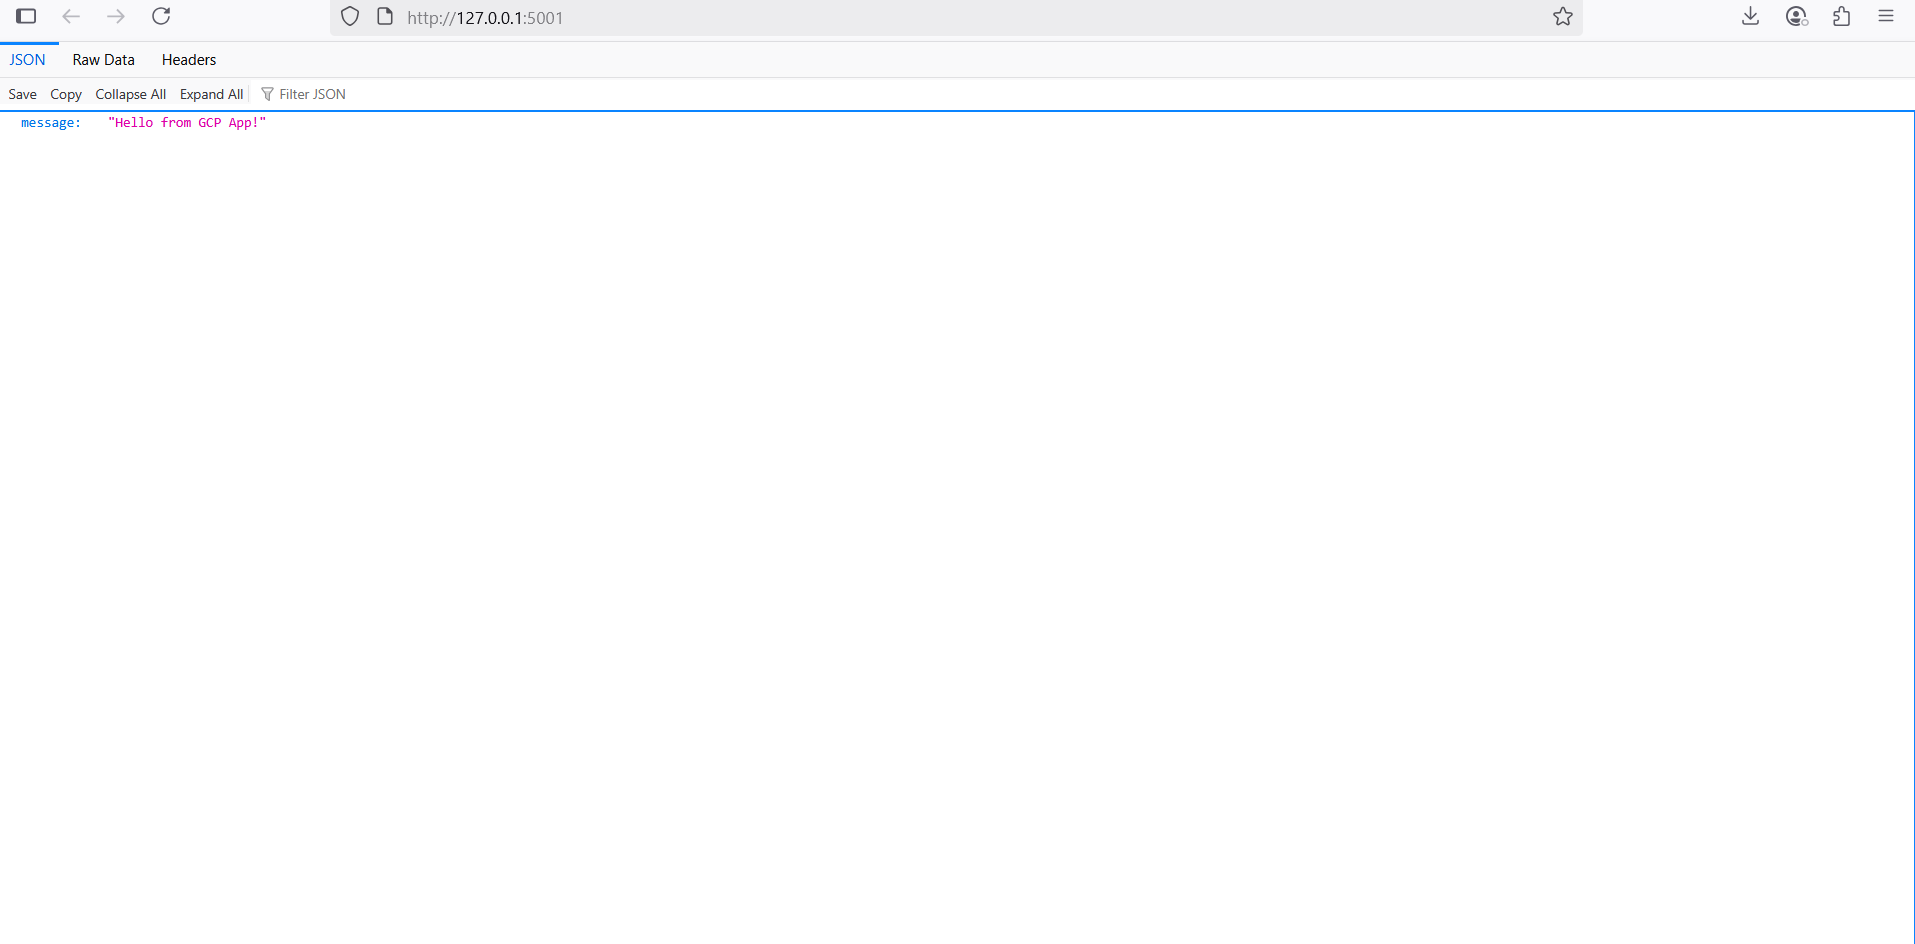 http://127.0.0.1:5001
JSON Raw Data Headers
Save Copy Collapse All Expand All Filter JSON
message: "Hello from GCP App!"